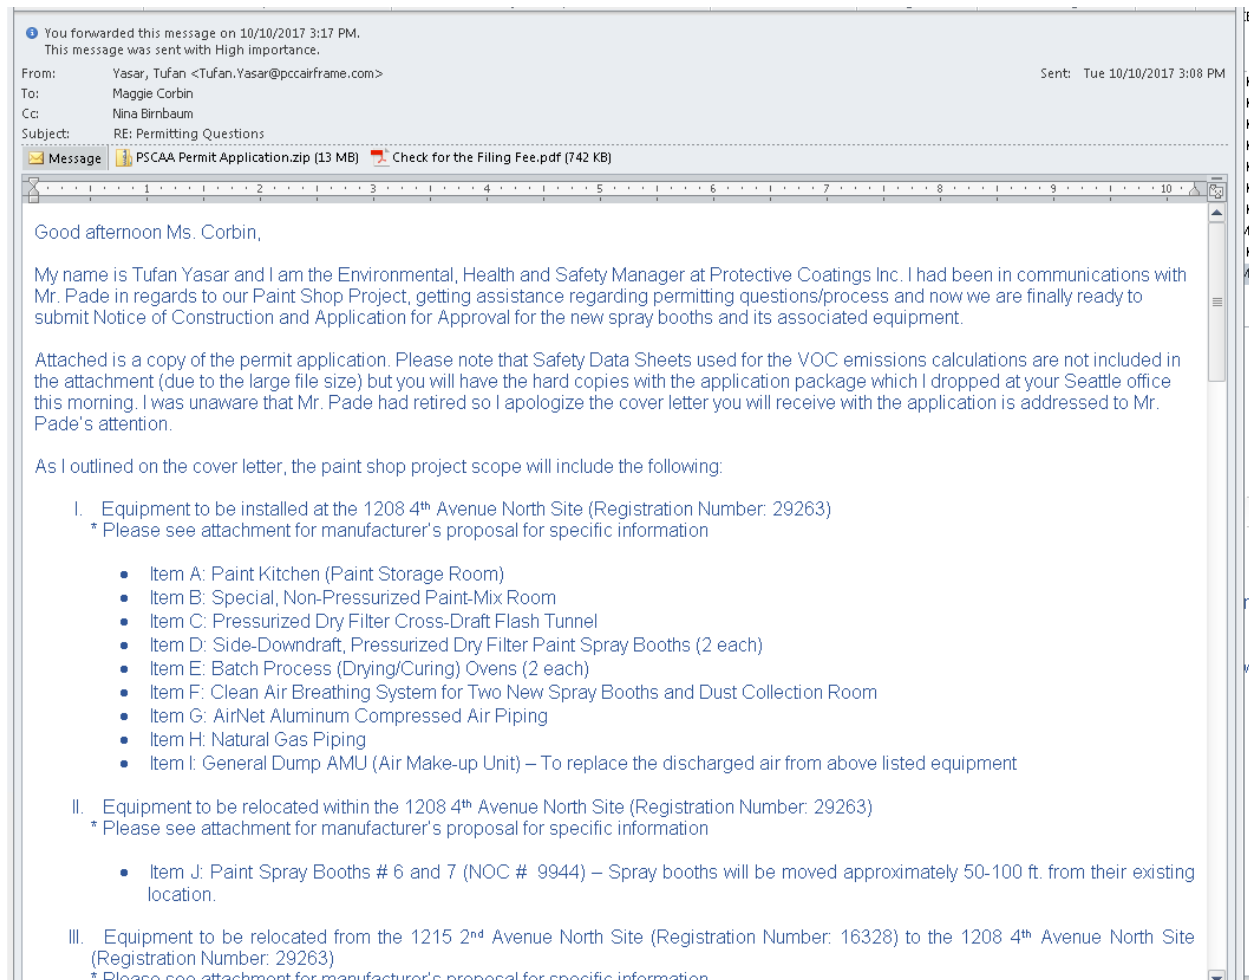 You forwarded this message on 10/10/2017 3:17 PM.
This message was sent with High importance.
From: Yasar, Tufan <Tufan.Yasar@pccairframe.com> Sent: Tue 10/10/2017 3:08 PM
To: Maggie Corbin
Cc: Nina Birnbaum
Subject: RE: Permitting Questions
Message PSCAA Permit Application.zip (13 MB) Check for the Filing Fee.pdf (742 KB)
1 2 3 4 5 6 7 8 9 10
Good afternoon Ms. Corbin,
My name is Tufan Yasar and I am the Environmental, Health and Safety Manager at Protective Coatings Inc. I had been in communications with
Mr. Pade in regards to our Paint Shop Project, getting assistance regarding permitting questions/process and now we are finally ready to
submit Notice of Construction and Application for Approval for the new spray booths and its associated equipment.
Attached is a copy of the permit application. Please note that Safety Data Sheets used for the VOC emissions calculations are not included in
the attachment (due to the large file size) but you will have the hard copies with the application package which I dropped at your Seattle office
this morning. I was unaware that Mr. Pade had retired so I apologize the cover letter you will receive with the application is addressed to Mr.
Pade's attention.
As I outlined on the cover letter, the paint shop project scope will include the following:
I. Equipment to be installed at the 1208 4th Avenue North Site (Registration Number: 29263)
* Please see attachment for manufacturer's proposal for specific information
• Item A: Paint Kitchen (Paint Storage Room)
• Item B: Special, Non-Pressurized Paint-Mix Room
• Item C: Pressurized Dry Filter Cross-Draft Flash Tunnel
• Item D: Side-Downdraft, Pressurized Dry Filter Paint Spray Booths (2 each)
• Item E: Batch Process (Drying/Curing) Ovens (2 each)
• Item F: Clean Air Breathing System for Two New Spray Booths and Dust Collection Room
• Item G: AirNet Aluminum Compressed Air Piping
• Item H: Natural Gas Piping
• Item I: General Dump AMU (Air Make-up Unit) – To replace the discharged air from above listed equipment
II. Equipment to be relocated within the 1208 4th Avenue North Site (Registration Number: 29263)
* Please see attachment for manufacturer's proposal for specific information
• Item J: Paint Spray Booths # 6 and 7 (NOC # 9944) – Spray booths will be moved approximately 50-100 ft. from their existing
location.
III. Equipment to be relocated from the 1215 2nd Avenue North Site (Registration Number: 16328) to the 1208 4th Avenue North Site
(Registration Number: 29263)
* Please see attachment for manufacturer's proposal for specific information